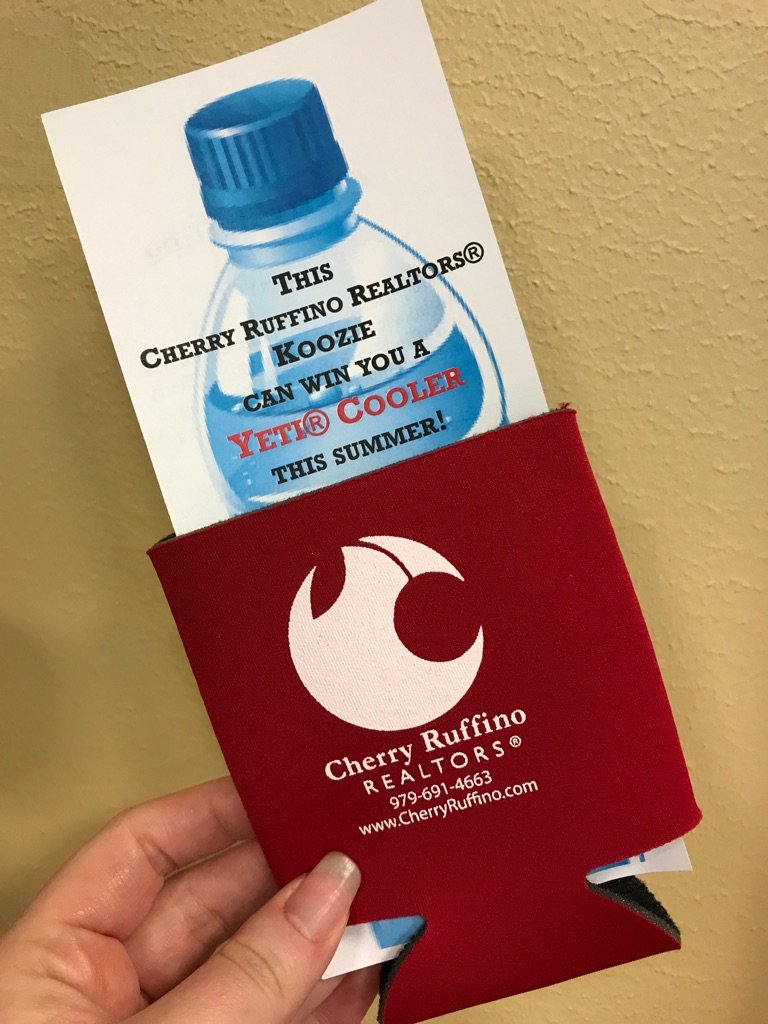 This
Cherry Ruffino Realtors®
Koozie
can win you a
Yeti® Cooler
this summer!
Cherry Ruffino
REALTORS®
979-691-4663
www.CherryRuffino.com